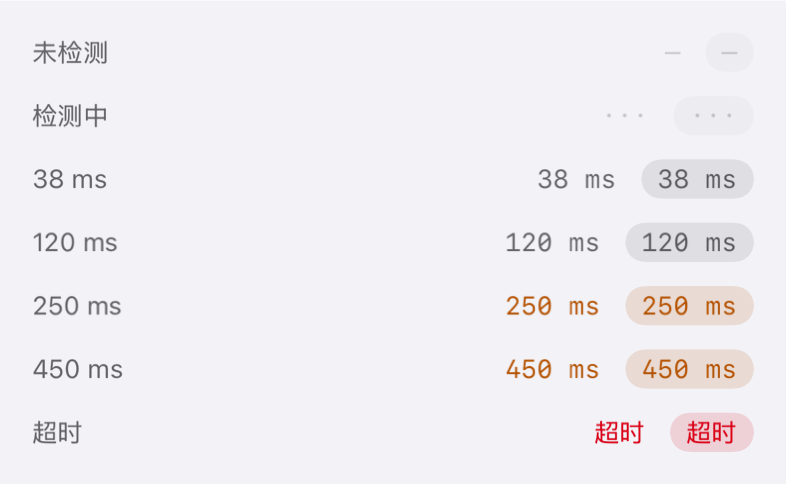 未检测 — —
检测中 ··· ···
38 ms 38 ms 38 ms
120 ms 120 ms 120 ms
250 ms 250 ms 250 ms
450 ms 450 ms 450 ms
超时 超时 超时